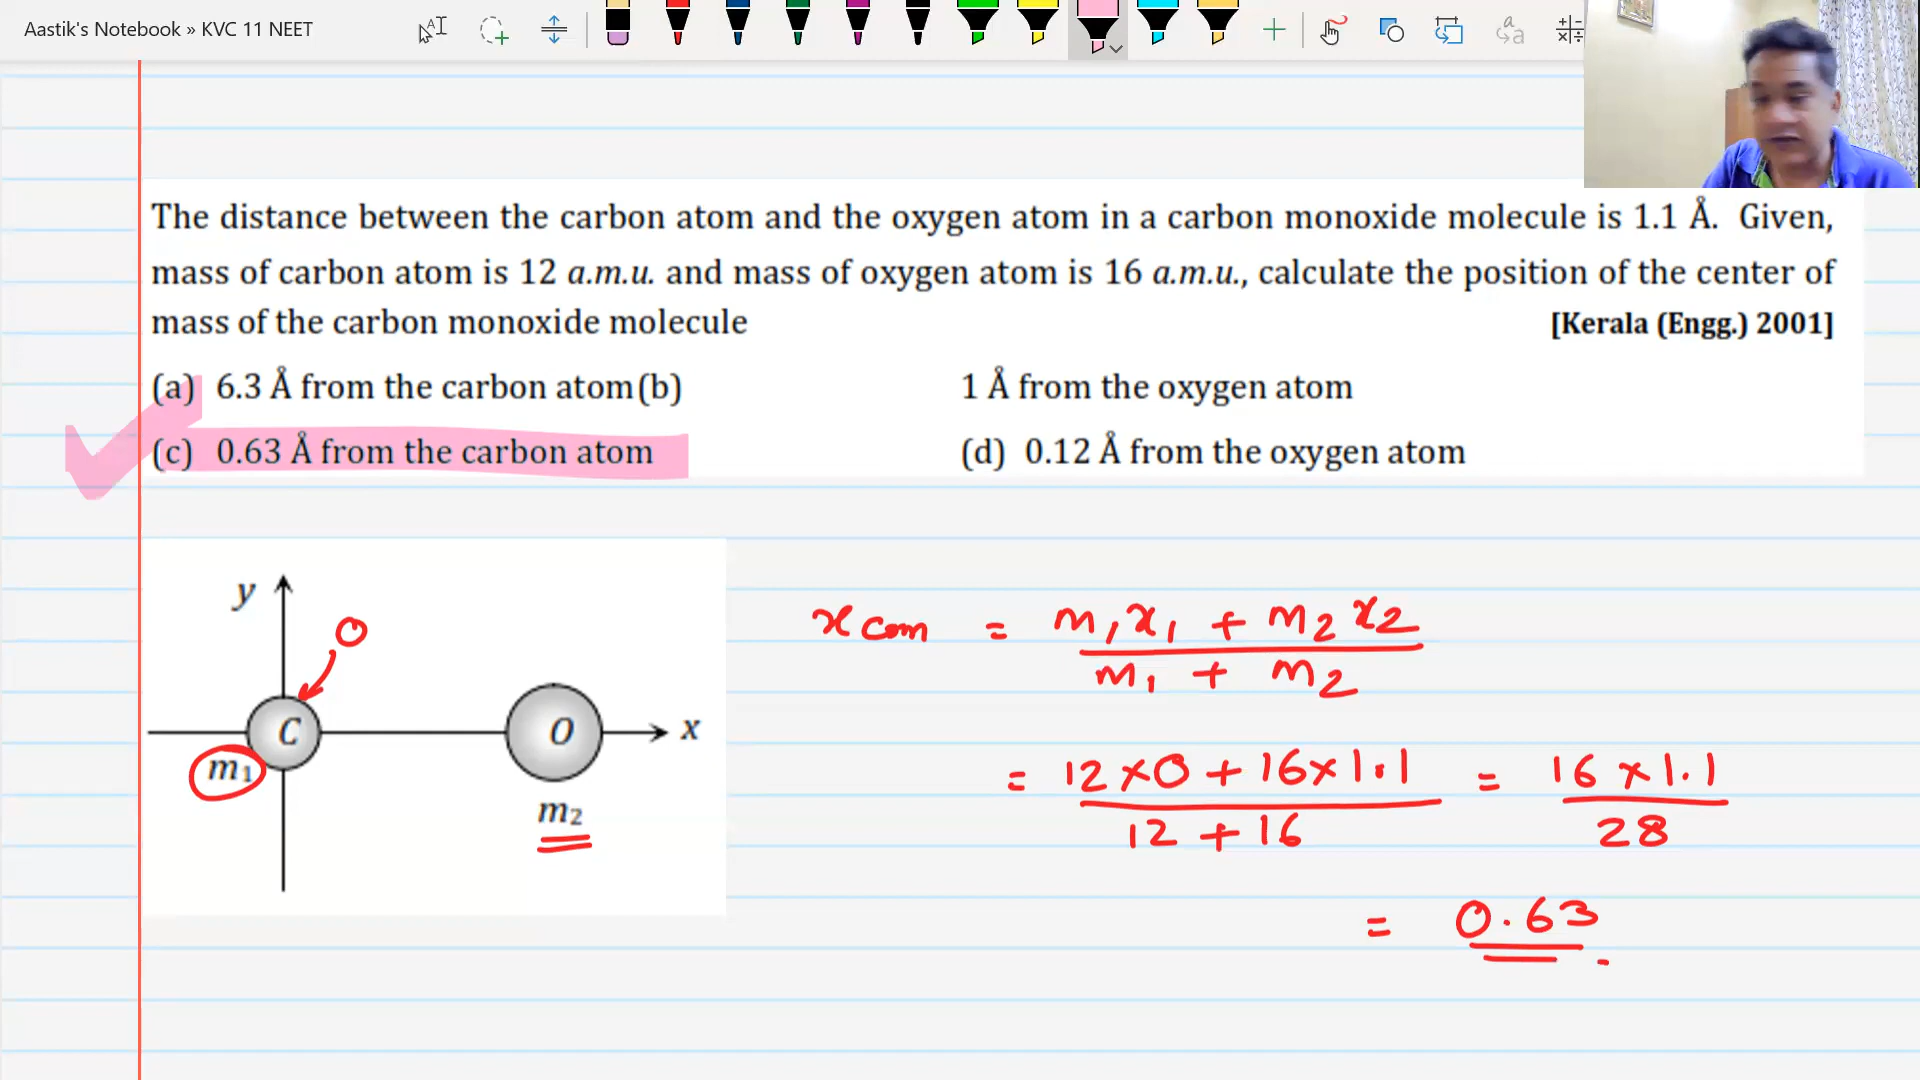 Aastik's Notebook » KVC 11 NEET
The distance between the carbon atom and the oxygen atom in a carbon monoxide molecule is 1.1 Å. Given,
mass of carbon atom is 12 a.m.u. and mass of oxygen atom is 16 a.m.u., calculate the position of the center of
mass of the carbon monoxide molecule [Kerala (Engg.) 2001]
(a) 6.3 Å from the carbon atom(b) 1 Å from the oxygen atom
(c) 0.63 Å from the carbon atom (d) 0.12 Å from the oxygen atom
y
0
C
O
x
m₁
m₂
x com = m₁x₁ + m₂x₂
m₁ + m₂
= 12×0 + 16×1.1 = 16×1.1
12 + 16 28
= 0.63